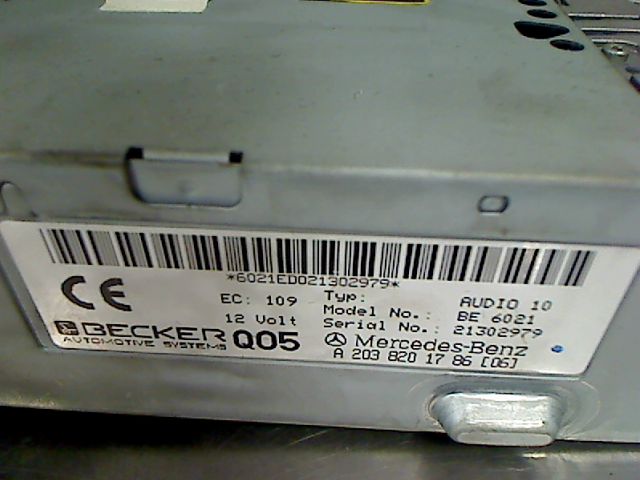 *6021ED021302979*
CE
EC: 109
Typ: AUDIO 10
Model No.: BE 6021
12 Volt
Serial No.: 21302979
BECKER
AUTOMOTIVE SYSTEMS
Q05
Mercedes-Benz
A 203 820 17 86 [06]